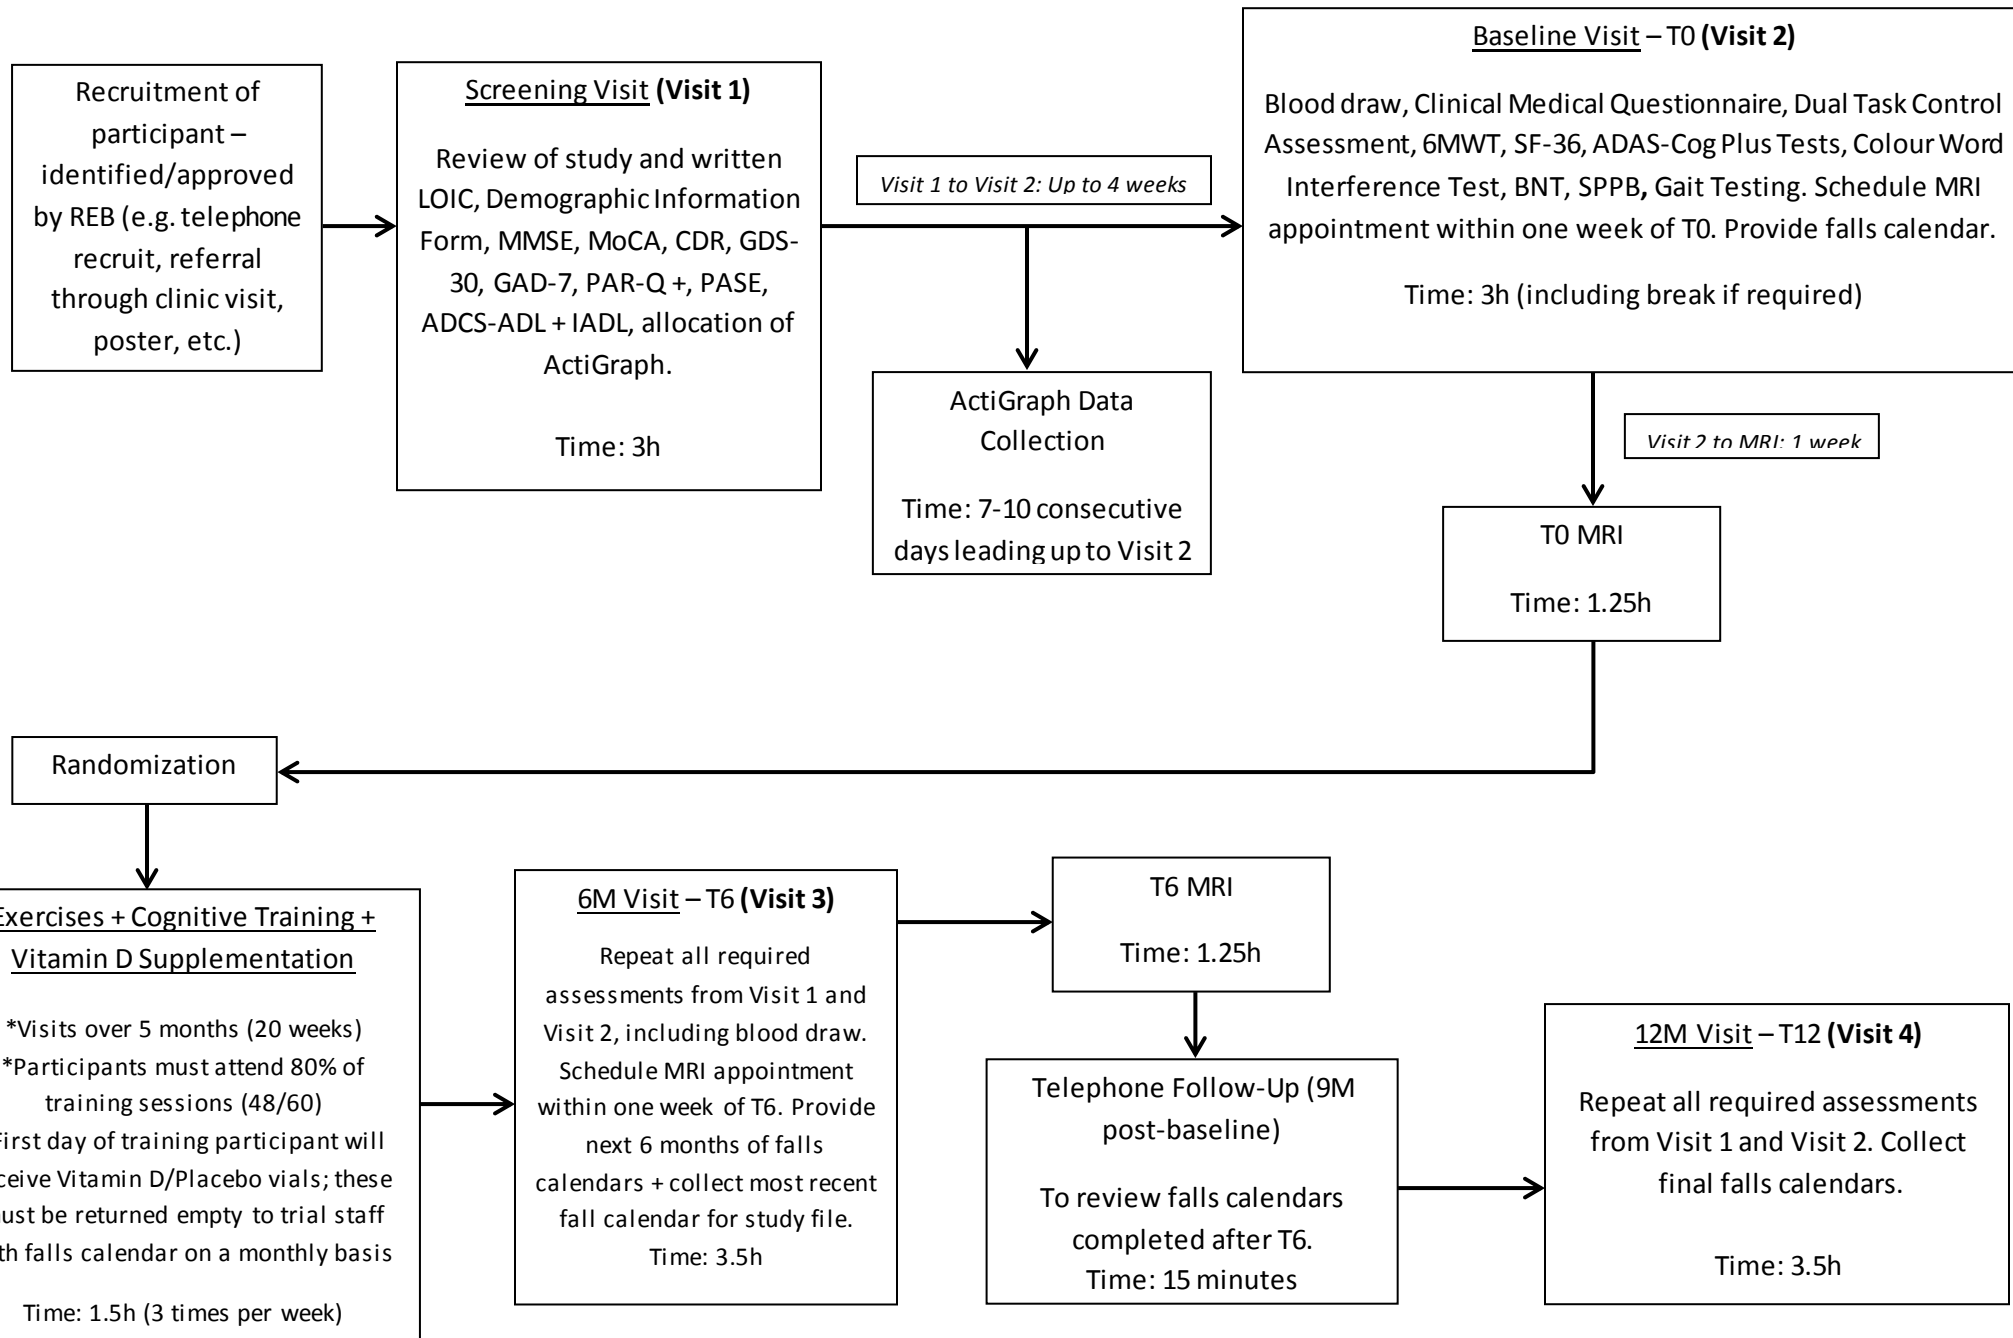 Recruitment of
participant –
identified/approved
by REB (e.g. telephone
recruit, referral
through clinic visit,
poster, etc.)
Screening Visit (Visit 1)
Review of study and written
LOIC, Demographic Information
Form, MMSE, MoCA, CDR, GDS-
30, GAD-7, PAR-Q +, PASE,
ADCS-ADL + IADL, allocation of
ActiGraph.
Time: 3h
Visit 1 to Visit 2: Up to 4 weeks
ActiGraph Data
Collection
Time: 7-10 consecutive
days leading up to Visit 2
Baseline Visit – T0 (Visit 2)
Blood draw, Clinical Medical Questionnaire, Dual Task Control
Assessment, 6MWT, SF-36, ADAS-Cog Plus Tests, Colour Word
Interference Test, BNT, SPPB, Gait Testing. Schedule MRI
appointment within one week of T0. Provide falls calendar.
Time: 3h (including break if required)
Visit 2 to MRI: 1 week
T0 MRI
Time: 1.25h
Randomization
Exercises + Cognitive Training +
Vitamin D Supplementation
*Visits over 5 months (20 weeks)
*Participants must attend 80% of
training sessions (48/60)
First day of training participant will
ceive Vitamin D/Placebo vials; these
ust be returned empty to trial staff
th falls calendar on a monthly basis
Time: 1.5h (3 times per week)
6M Visit – T6 (Visit 3)
Repeat all required
assessments from Visit 1 and
Visit 2, including blood draw.
Schedule MRI appointment
within one week of T6. Provide
next 6 months of falls
calendars + collect most recent
fall calendar for study file.
Time: 3.5h
T6 MRI
Time: 1.25h
Telephone Follow-Up (9M
post-baseline)
To review falls calendars
completed after T6.
Time: 15 minutes
12M Visit – T12 (Visit 4)
Repeat all required assessments
from Visit 1 and Visit 2. Collect
final falls calendars.
Time: 3.5h